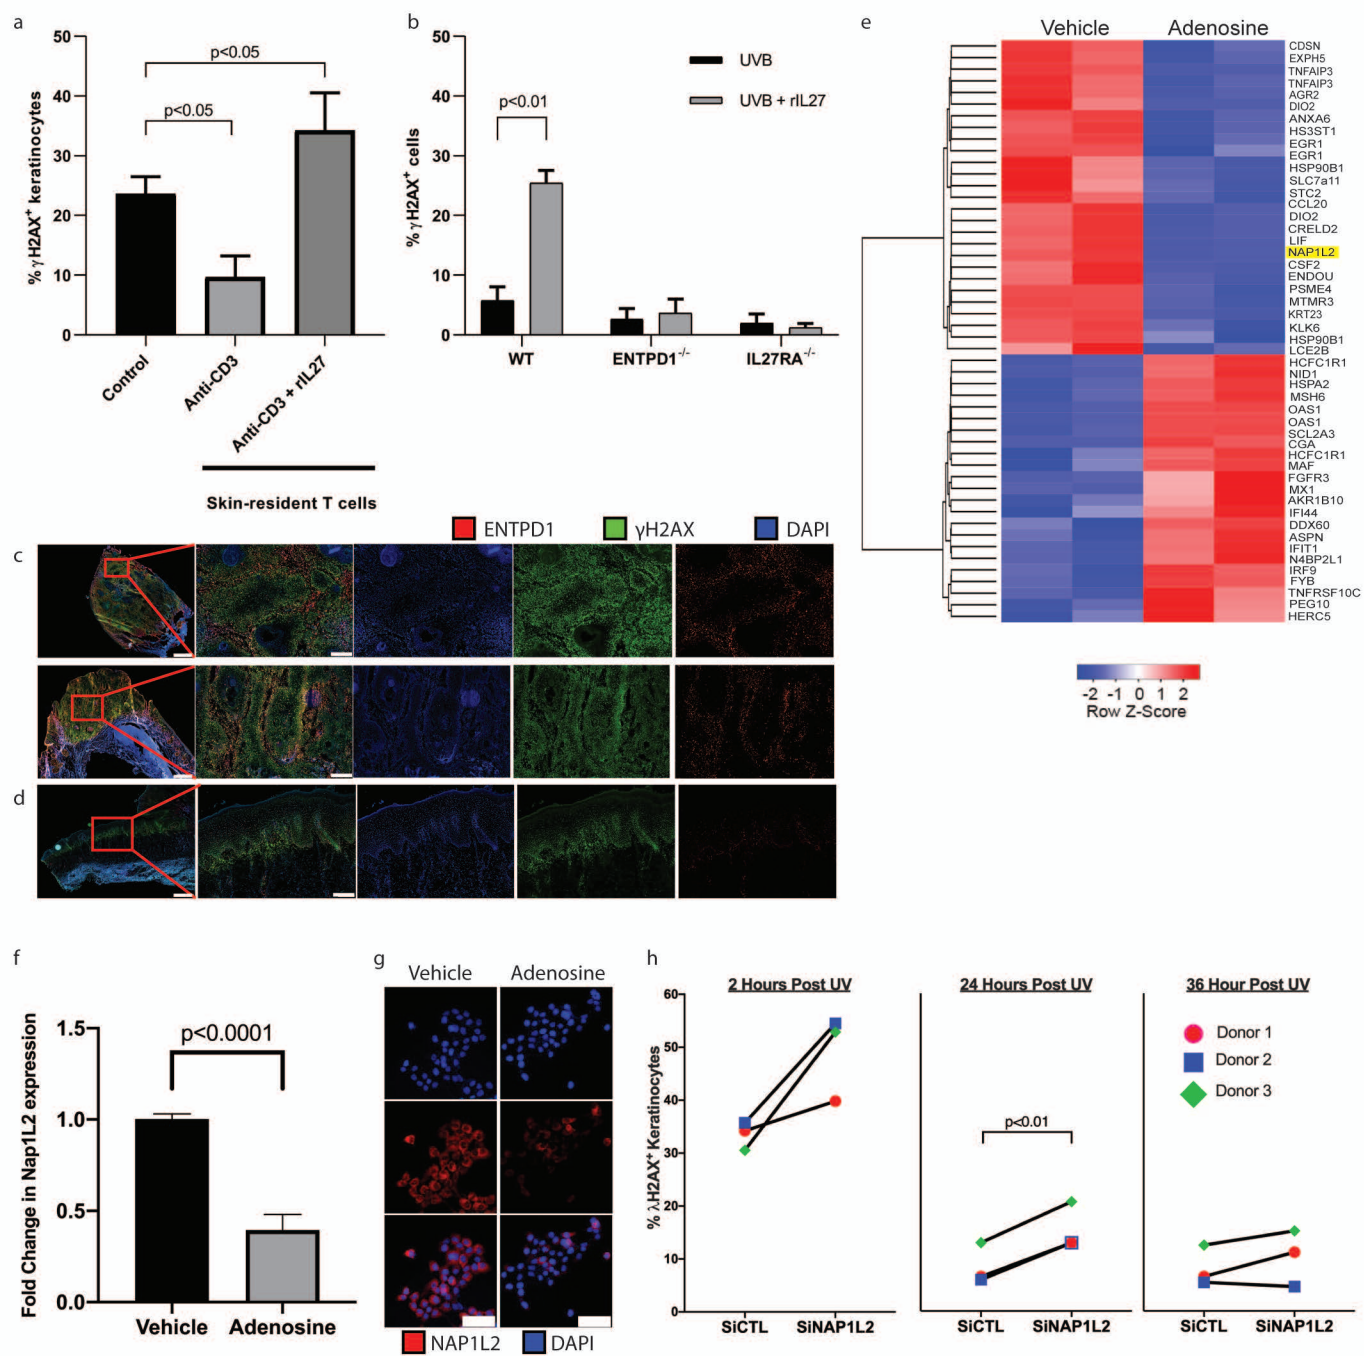 a
50
40
30
20
10
0
% γH2AX⁺ keratinocytes
p<0.05
p<0.05
Control
Anti-CD3
Anti-CD3 + rIL27
Skin-resident T cells
b
50
40
30
20
10
0
% γH2AX⁺ cells
p<0.01
UVB
UVB + rIL27
WT
ENTPD1⁻/⁻
IL27RA⁻/⁻
ENTPD1
γH2AX
DAPI
c
d
e
Vehicle
Adenosine
CDSN
EXPH5
TNFAIP3
TNFAIP3
AGR2
DIO2
ANXA6
HS3ST1
EGR1
EGR1
HSP90B1
SLC7a11
STC2
CCL20
DIO2
CRELD2
LIF
NAP1L2
CSF2
ENDOU
PSME4
MTMR3
KRT23
KLK6
HSP90B1
LCE2B
HCFC1R1
NID1
HSPA2
MSH6
OAS1
OAS1
SCL2A3
CGA
HCFC1R1
MAF
FGFR3
MX1
AKR1B10
IFI44
DDX60
ASPN
IFIT1
N4BP2L1
IRF9
FYB
TNFRSF10C
PEG10
HERC5
-2 -1 0 1 2
Row Z-Score
f
1.5
1.0
0.5
0.0
Fold Change in Nap1L2 expression
p<0.0001
Vehicle
Adenosine
g
Vehicle
Adenosine
NAP1L2
DAPI
h
2 Hours Post UV
24 Hours Post UV
36 Hour Post UV
60
50
40
30
20
10
0
% λH2AX⁺ Keratinocytes
p<0.01
Donor 1
Donor 2
Donor 3
SiCTL SiNAP1L2
SiCTL SiNAP1L2
SiCTL SiNAP1L2